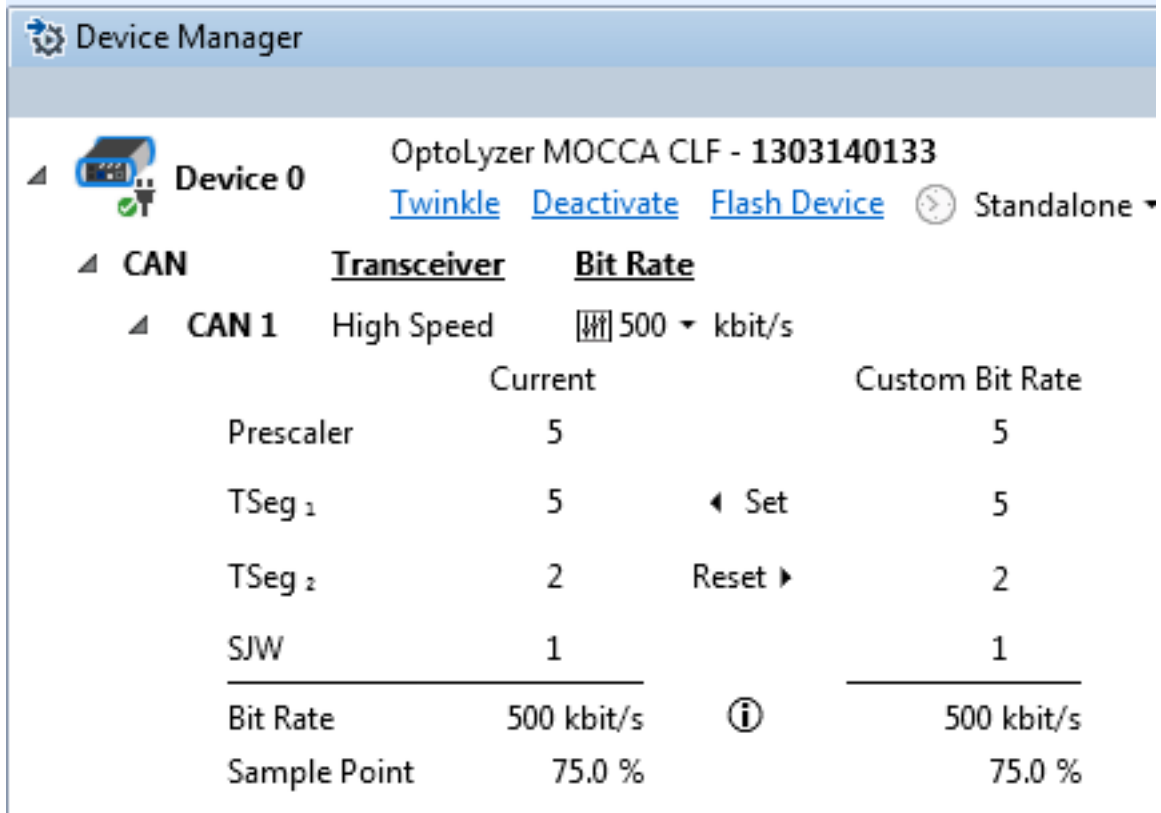 Device Manager
OptoLyzer MOCCA CLF - 1303140133
Device 0
Twinkle Deactivate Flash Device Standalone
CAN Transceiver Bit Rate
CAN 1 High Speed 500 kbit/s
Current Custom Bit Rate
Prescaler 5 5
TSeg ₁ 5 Set 5
TSeg ₂ 2 Reset 2
SJW 1 1
Bit Rate 500 kbit/s 500 kbit/s
Sample Point 75.0 % 75.0 %